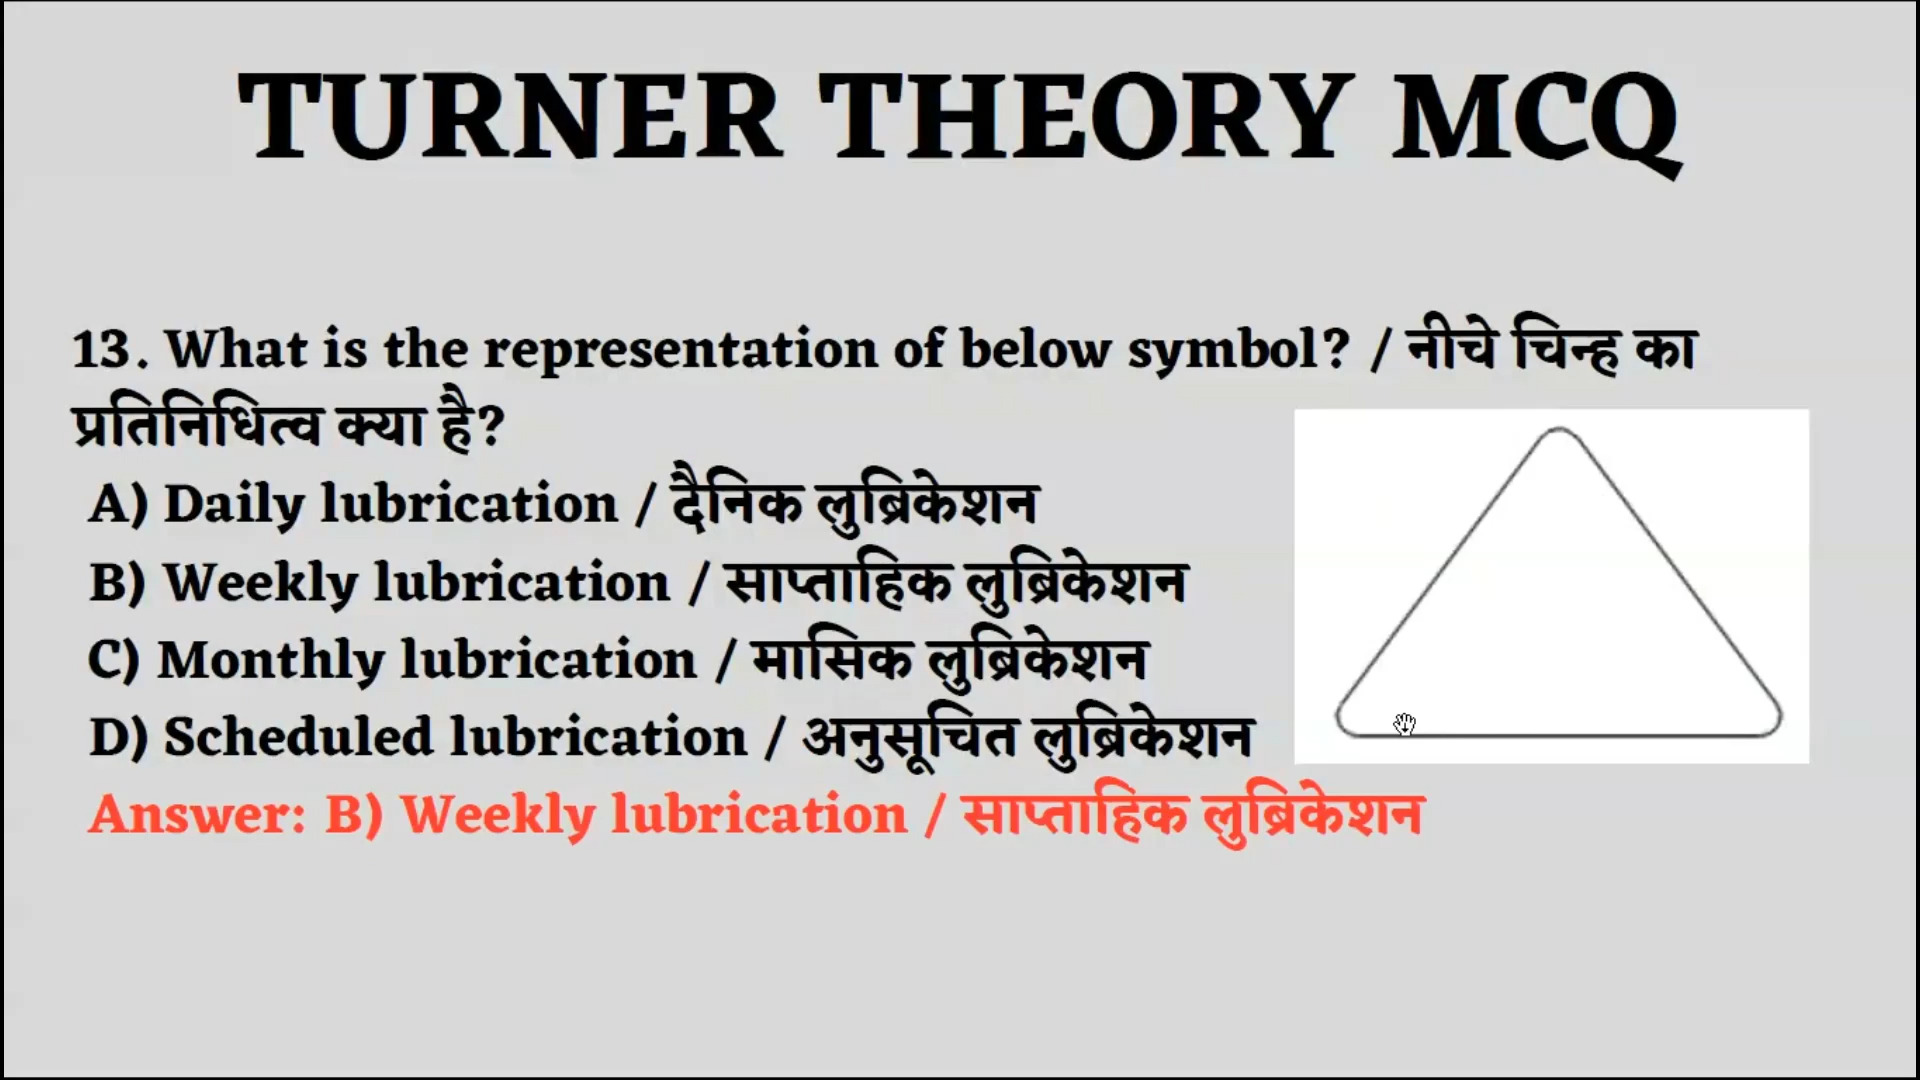 TURNER THEORY MCQ
13. What is the representation of below symbol? / नीचे चिन्ह का
प्रतिनिधित्व क्या है?
A) Daily lubrication / दैनिक लुब्रिकेशन
B) Weekly lubrication / साप्ताहिक लुब्रिकेशन
C) Monthly lubrication / मासिक लुब्रिकेशन
D) Scheduled lubrication / अनुसूचित लुब्रिकेशन
Answer: B) Weekly lubrication / साप्ताहिक लुब्रिकेशन